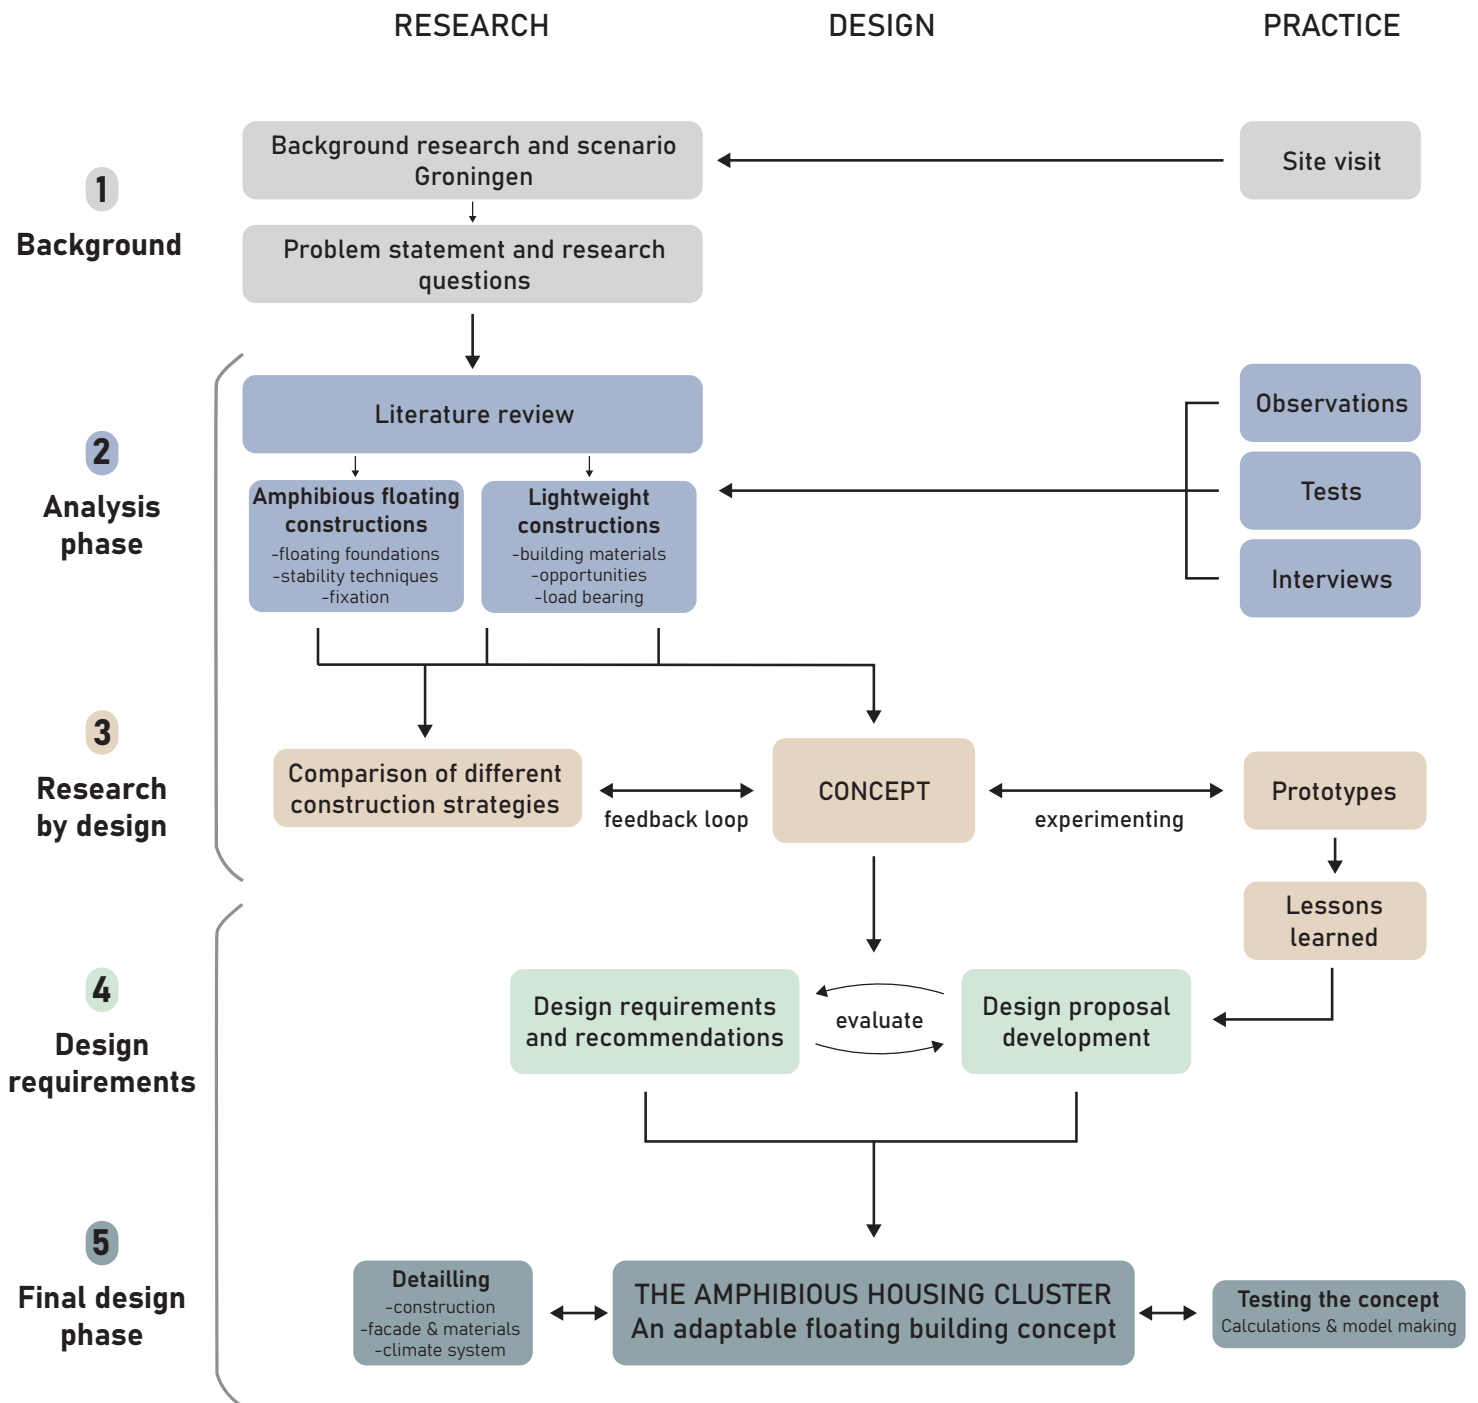 RESEARCH
DESIGN
PRACTICE
1
Background
Background research and scenario
Groningen
Site visit
Problem statement and research
questions
2
Analysis
phase
Literature review
Amphibious floating
constructions
-floating foundations
-stability techniques
-fixation
Lightweight
constructions
-building materials
-opportunities
-load bearing
Observations
Tests
Interviews
3
Research
by design
Comparison of different
construction strategies
feedback loop
CONCEPT
experimenting
Prototypes
Lessons
learned
4
Design
requirements
Design requirements
and recommendations
evaluate
Design proposal
development
5
Final design
phase
Detailling
-construction
-facade & materials
-climate system
THE AMPHIBIOUS HOUSING CLUSTER
An adaptable floating building concept
Testing the concept
Calculations & model making